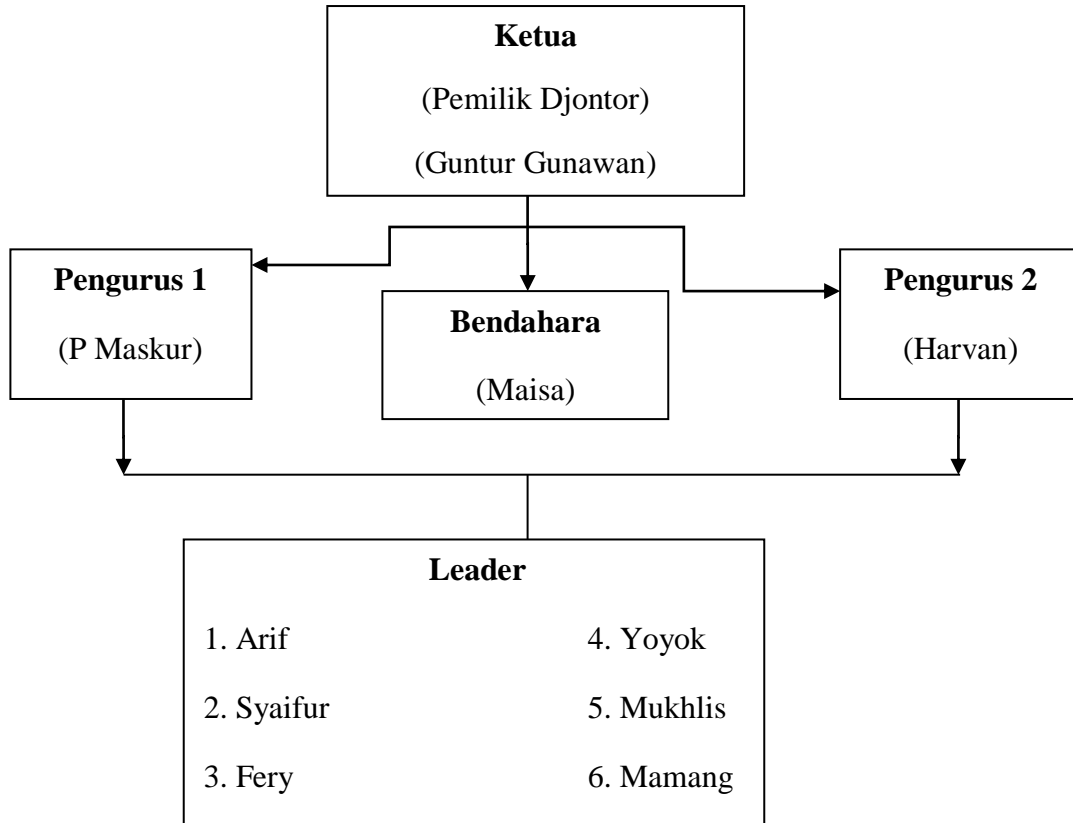 Ketua
(Pemilik Djontor)
(Guntur Gunawan)
Pengurus 1
(P Maskur)
Bendahara
(Maisa)
Pengurus 2
(Harvan)
Leader
1. Arif
2. Syaifur
3. Fery
4. Yoyok
5. Mukhlis
6. Mamang